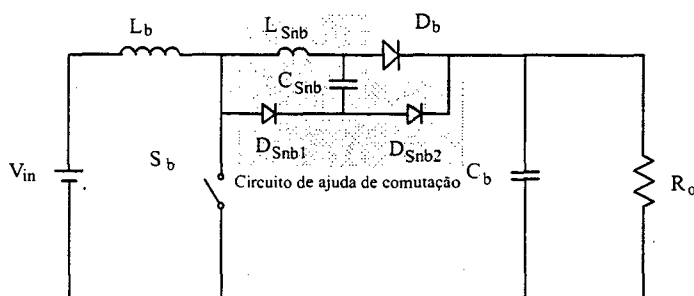 L_b
L_Snb
D_b
C_Snb
D_Snb1
D_Snb2
S_b
V_in
Circuito de ajuda de comutação
C_b
R_o